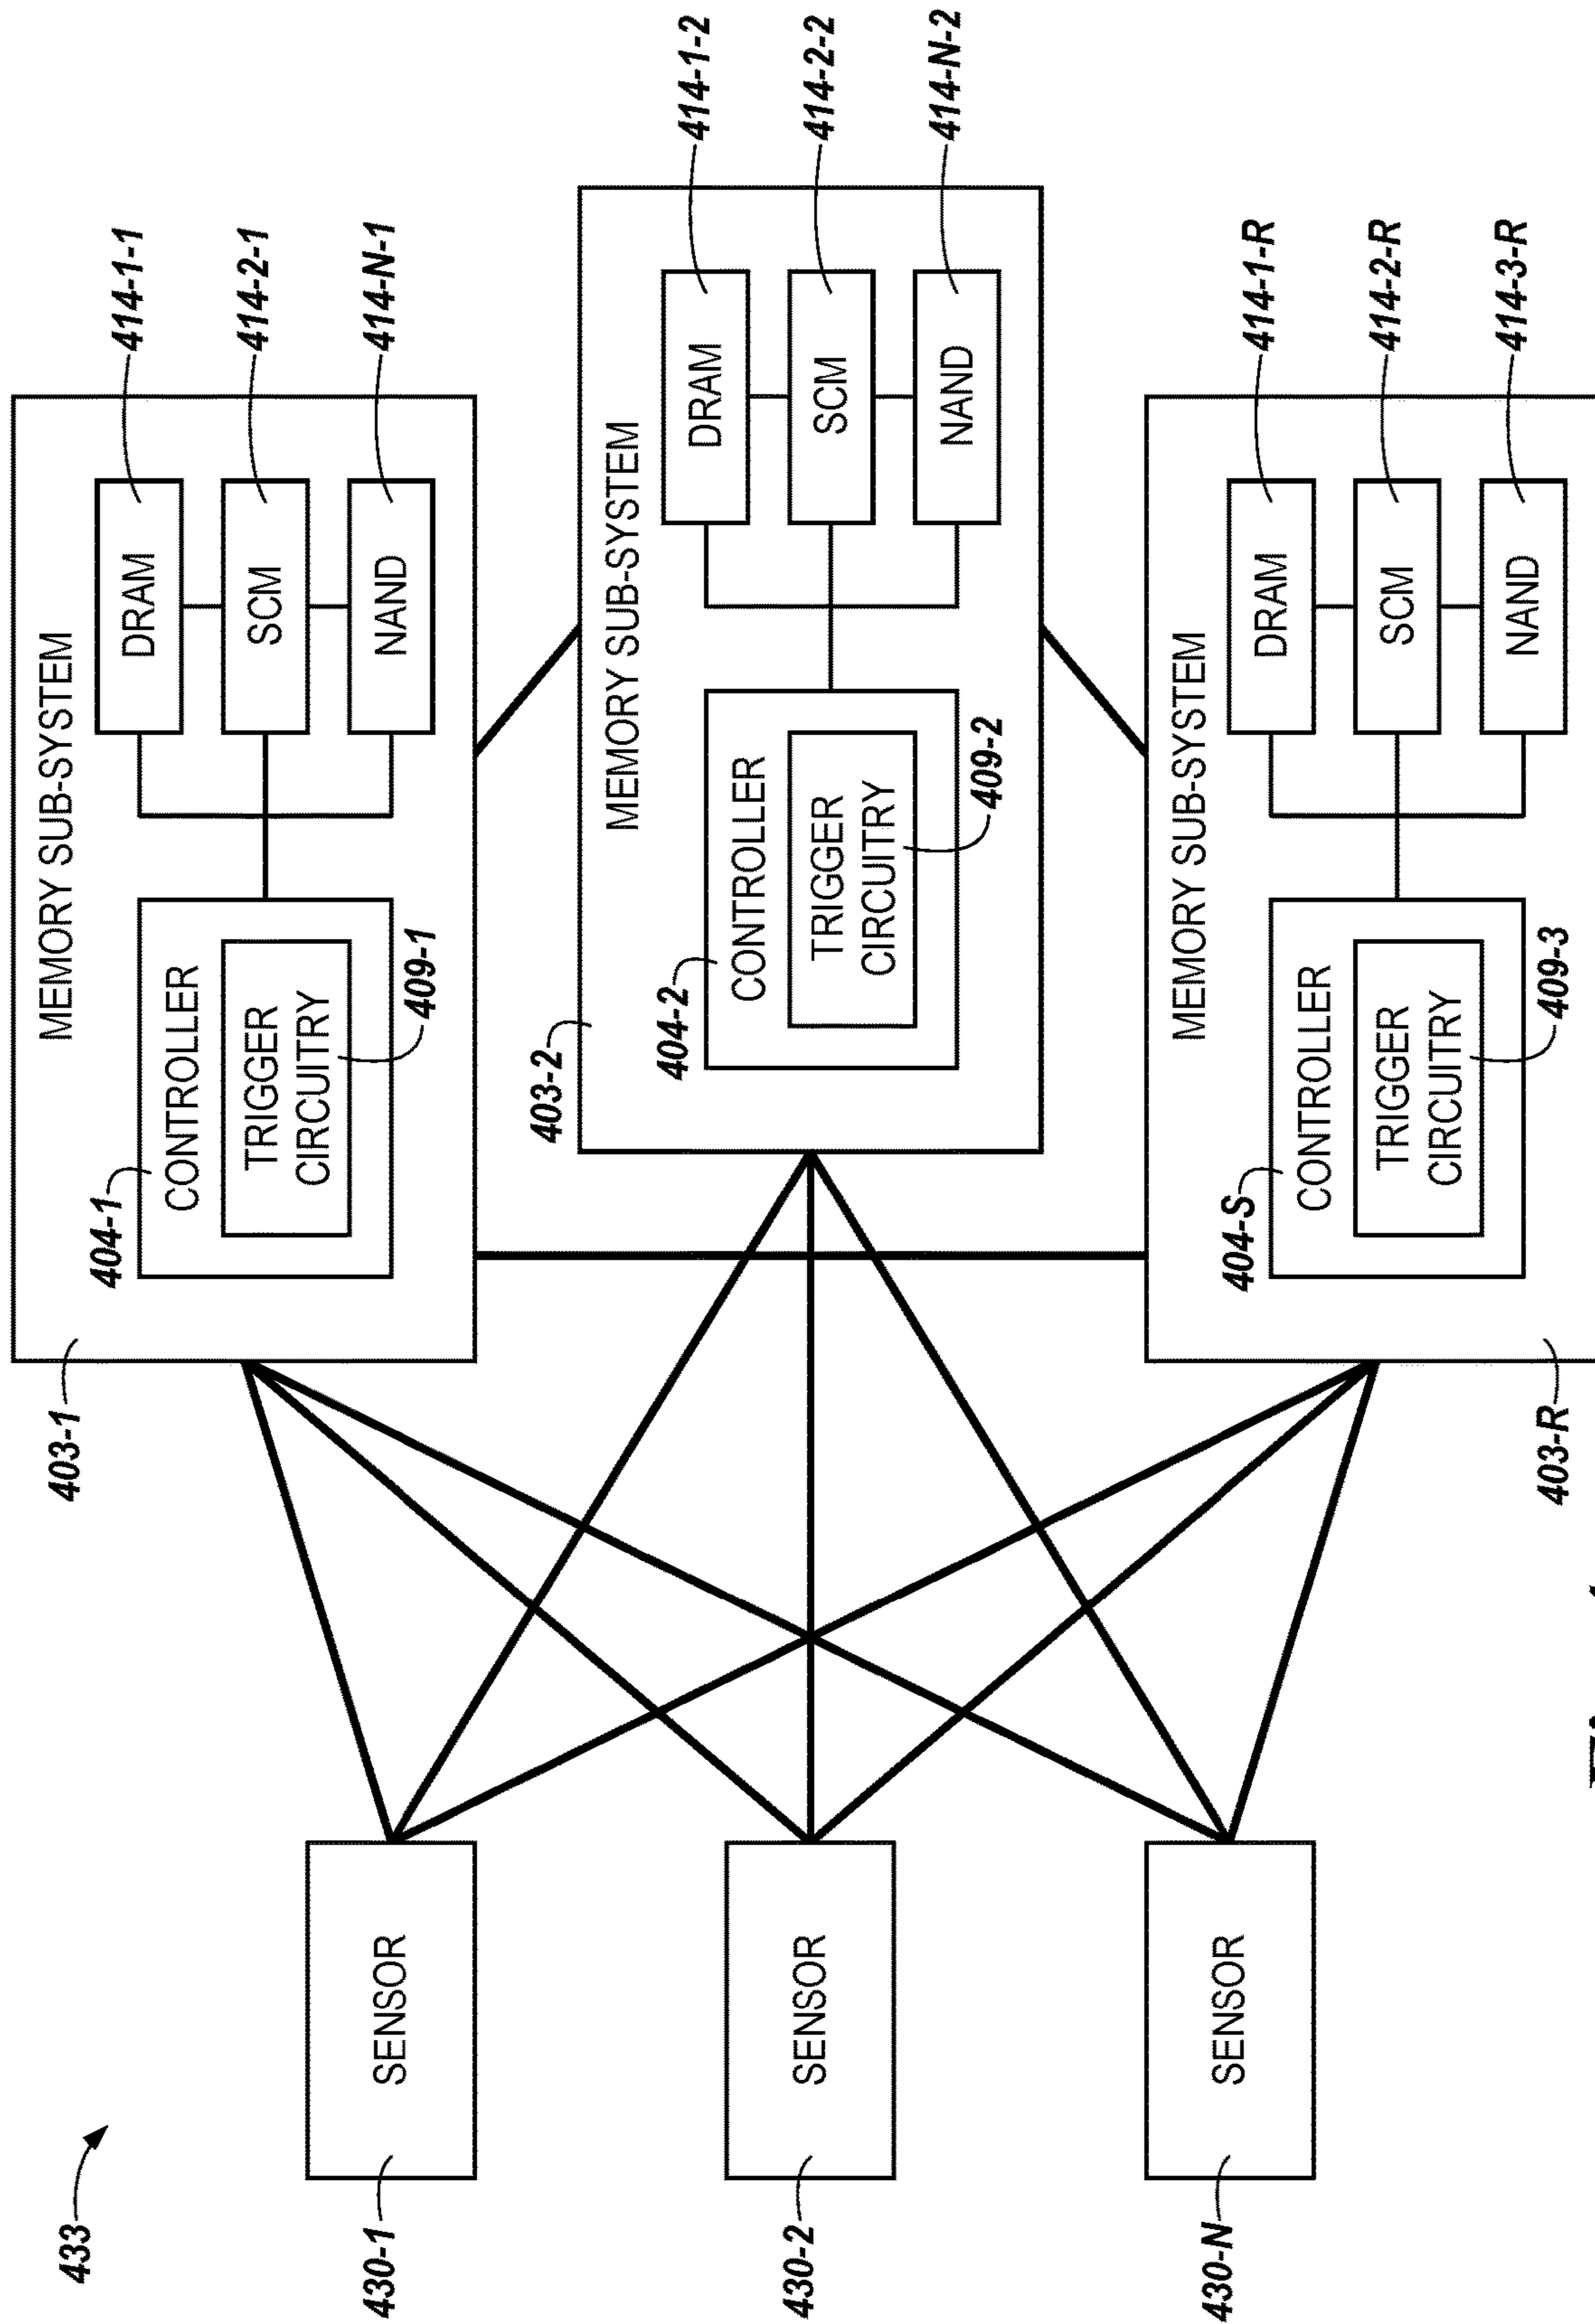 433
430-1
SENSOR
430-2
SENSOR
430-N
SENSOR
403-1
MEMORY SUB-SYSTEM
404-1
CONTROLLER
TRIGGER
CIRCUITRY
409-1
DRAM
SCM
NAND
414-1-1
414-2-1
414-N-1
403-2
MEMORY SUB-SYSTEM
404-2
CONTROLLER
TRIGGER
CIRCUITRY
409-2
DRAM
SCM
NAND
414-1-2
414-2-2
414-N-2
403-R
MEMORY SUB-SYSTEM
404-S
CONTROLLER
TRIGGER
CIRCUITRY
409-3
DRAM
SCM
NAND
414-1-R
414-2-R
414-3-R